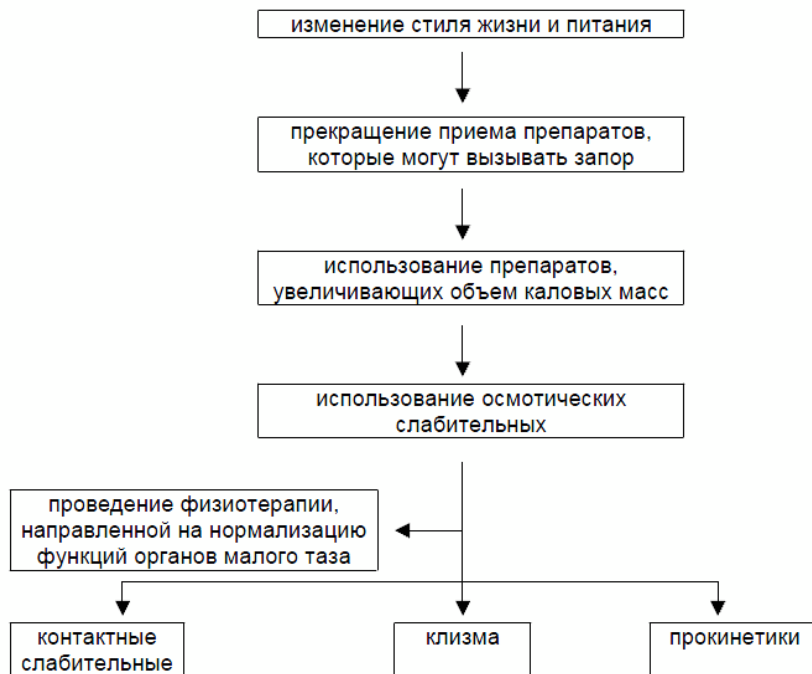 изменение стиля жизни и питания
прекращение приема препаратов,
которые могут вызывать запор
использование препаратов,
увеличивающих объем каловых масс
использование осмотических
слабительных
проведение физиотерапии,
направленной на нормализацию
функций органов малого таза
контактные
слабительные
клизма
прокинетики